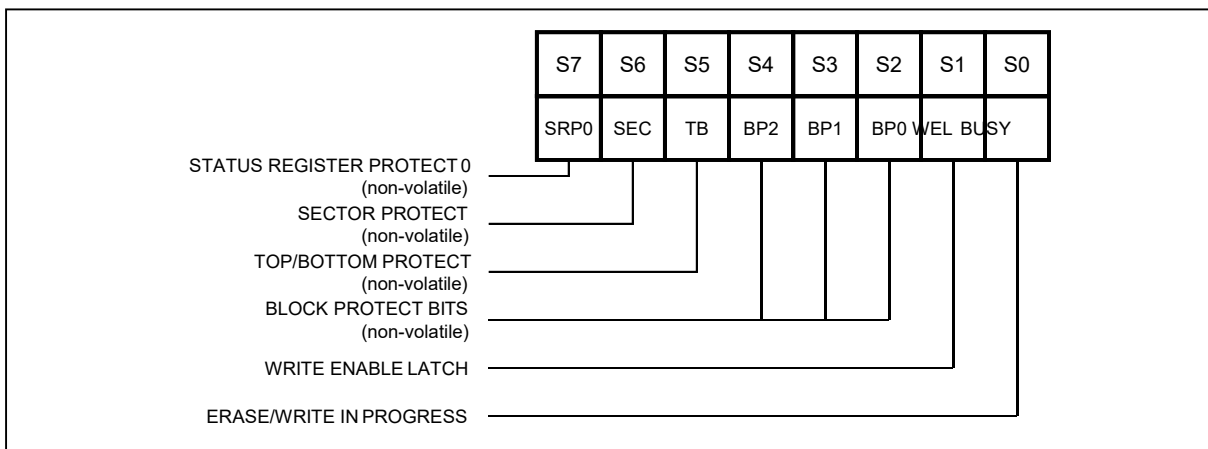 S7 S6 S5 S4 S3 S2 S1 S0
SRP0 SEC TB BP2 BP1 BP0 WEL BUSY
STATUS REGISTER PROTECT 0
(non-volatile)
SECTOR PROTECT
(non-volatile)
TOP/BOTTOM PROTECT
(non-volatile)
BLOCK PROTECT BITS
(non-volatile)
WRITE ENABLE LATCH
ERASE/WRITE IN PROGRESS